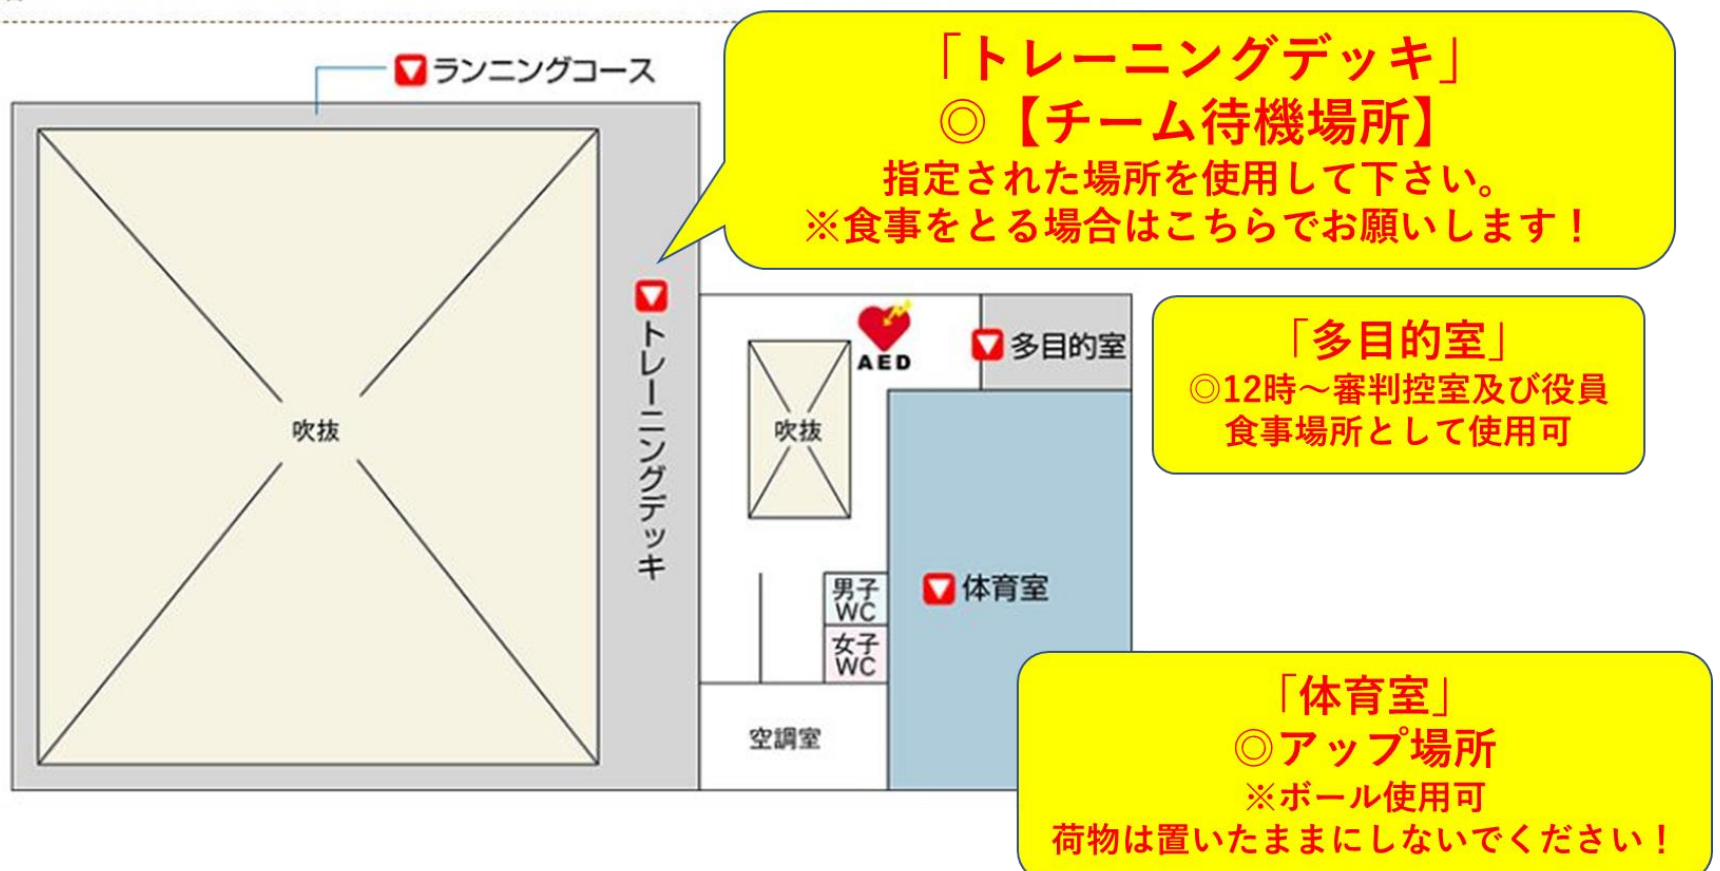 ランニングコース
「トレーニングデッキ」
◎【チーム待機場所】
指定された場所を使用して下さい。
※食事をとる場合はこちらでお願いします!
トレーニングデッキ
吹抜
吹抜
AED
多目的室
「多目的室」
◎12時~審判控室及び役員
食事場所として使用可
男子
WC
女子
WC
体育室
空調室
「体育室」
◎アップ場所
※ボール使用可
荷物は置いたままにしないでください!